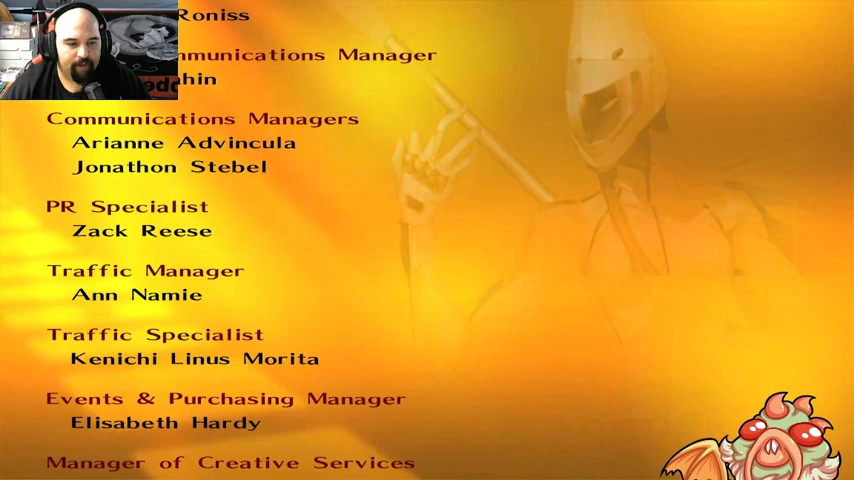 Roniss
Communications Manager
Communications Managers
Arianne Advincula
Jonathon Stebel
PR Specialist
Zack Reese
Traffic Manager
Ann Namie
Traffic Specialist
Kenichi Linus Morita
Events & Purchasing Manager
Elisabeth Hardy
Manager of Creative Services